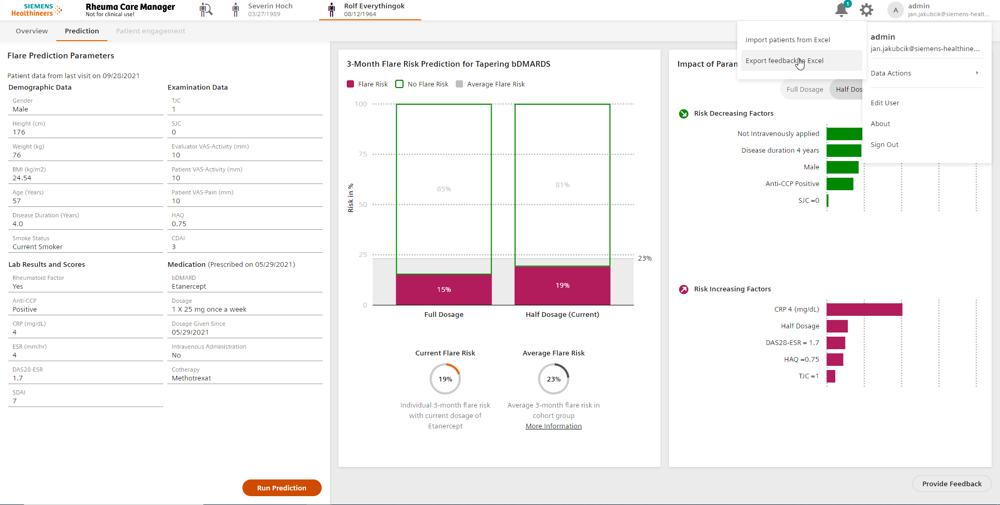 SIEMENS
Healthineers
Rheuma Care Manager
Not for clinical use!
Severin Hoch
03/27/1989
Rolf Everythingok
08/12/1964
1
A
admin
jan.jakubcik@siemens-healt...
Overview
Prediction
Patient engagement
Import patients from Excel
Export feedback to Excel
admin
jan.jakubcik@siemens-healthine...
Data Actions
Edit User
About
Sign Out
Flare Prediction Parameters
Patient data from last visit on 09/28/2021
Demographic Data
Gender
Male
Height (cm)
176
Weight (kg)
76
BMI (kg/m2)
24.54
Age (Years)
57
Disease Duration (Years)
4.0
Smoke Status
Current Smoker
Examination Data
TJC
1
SJC
0
Evaluator VAS-Activity (mm)
10
Patient VAS-Activity (mm)
10
Patient VAS-Pain (mm)
10
HAQ
0.75
CDAI
3
Lab Results and Scores
Rheumatoid Factor
Yes
Anti-CCP
Positive
CRP (mg/dL)
4
ESR (mm/hr)
4
DAS28-ESR
1.7
SDAI
7
Medication (Prescribed on 05/29/2021)
bDMARD
Etanercept
Dosage
1 X 25 mg once a week
Dosage Given Since
05/29/2021
Intravenous Administration
No
Cotherapy
Methotrexat
Run Prediction
3-Month Flare Risk Prediction for Tapering bDMARDS
Flare Risk
No Flare Risk
Average Flare Risk
Risk in %
100
75
50
25
0
85%
81%
15%
19%
23%
Full Dosage
Half Dosage (Current)
Current Flare Risk
19%
Individual 3-month flare risk
with current dosage of
Etanercept
Average Flare Risk
23%
Average 3-month flare risk in
cohort group
More Information
Impact of Param
Full Dosage
Half Dos
Risk Decreasing Factors
Not Intravenously applied
Disease duration 4 years
Male
Anti-CCP Positive
SJC =0
Risk Increasing Factors
CRP 4 (mg/dL)
Half Dosage
DAS28-ESR = 1.7
HAQ =0.75
TJC =1
Provide Feedback